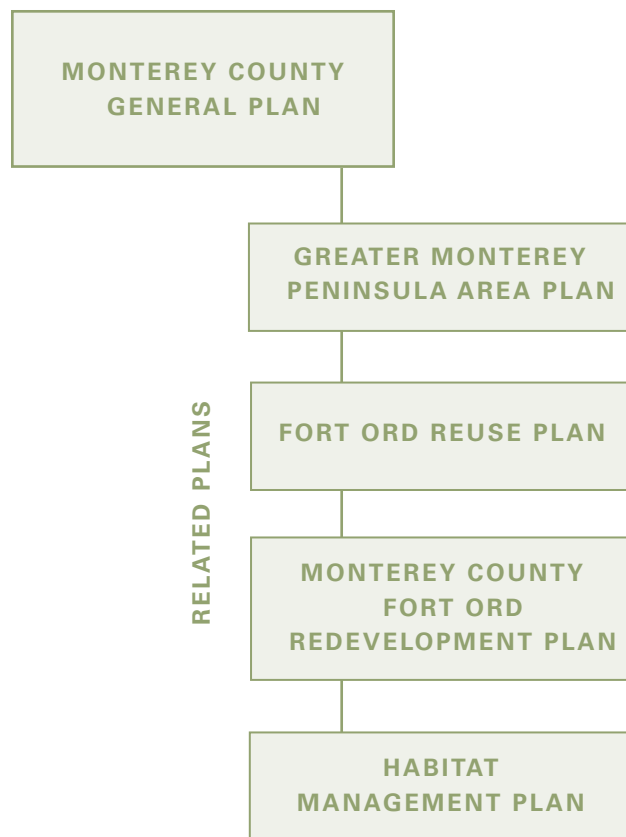 MONTEREY COUNTY
GENERAL PLAN
GREATER MONTEREY
PENINSULA AREA PLAN
RELATED PLANS
FORT ORD REUSE PLAN
MONTEREY COUNTY
FORT ORD
REDEVELOPMENT PLAN
HABITAT
MANAGEMENT PLAN